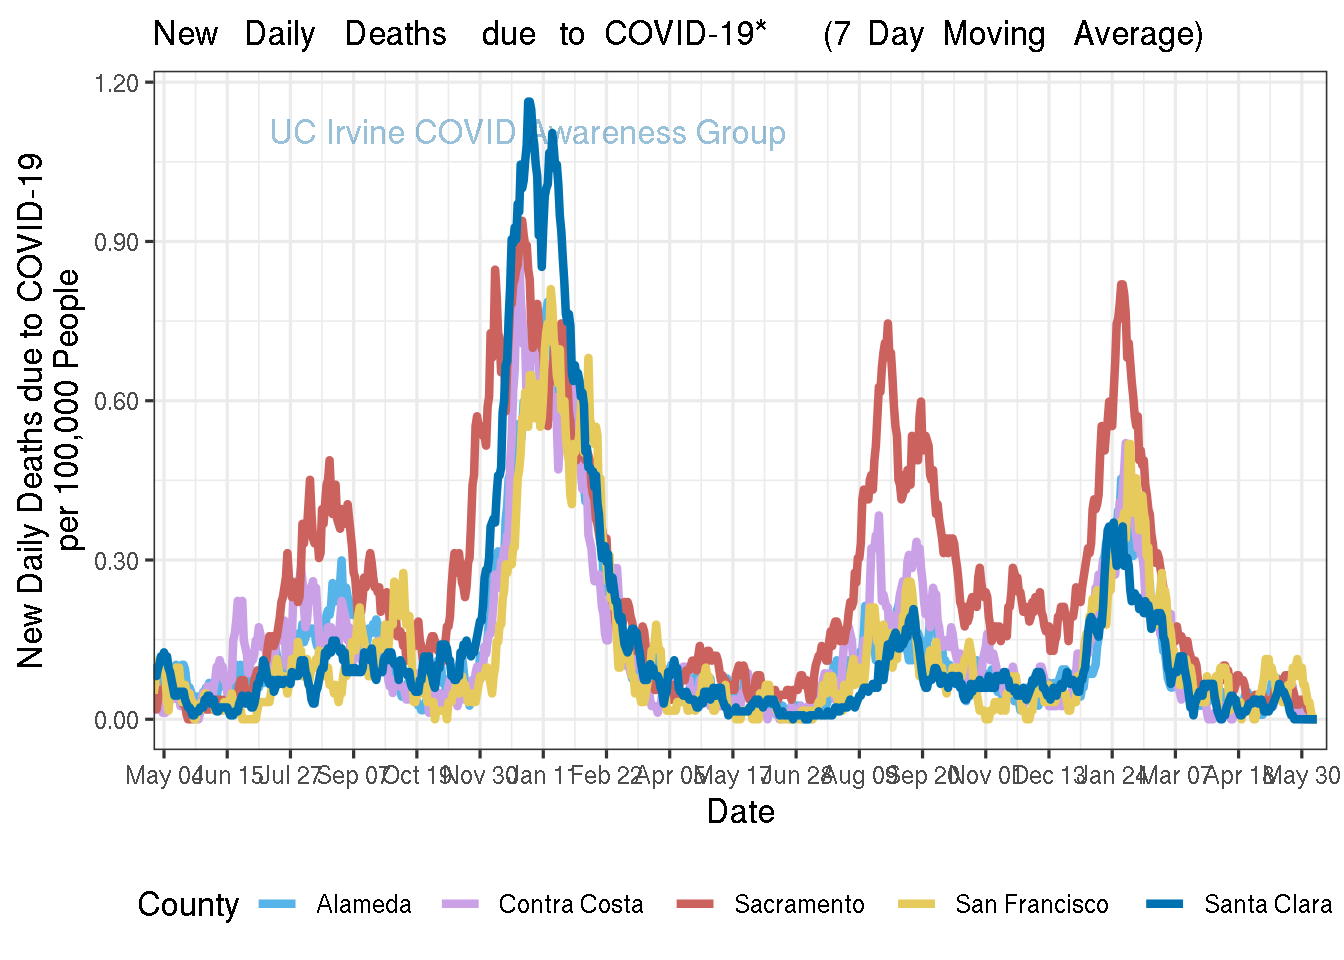 New Daily Deaths due to COVID-19* (7 Day Moving Average)
UC Irvine COVID Awareness Group
New Daily Deaths due to COVID-19
per 100,000 People
1.20
0.90
0.60
0.30
0.00
May 04 Jun 15 Jul 27 Sep 07 Oct 19 Nov 30 Jan 11 Feb 22 Apr 05 May 17 Jun 28 Aug 09 Sep 20 Nov 01 Dec 13 Jan 24 Mar 07 Apr 18 May 30
Date
County Alameda Contra Costa Sacramento San Francisco Santa Clara